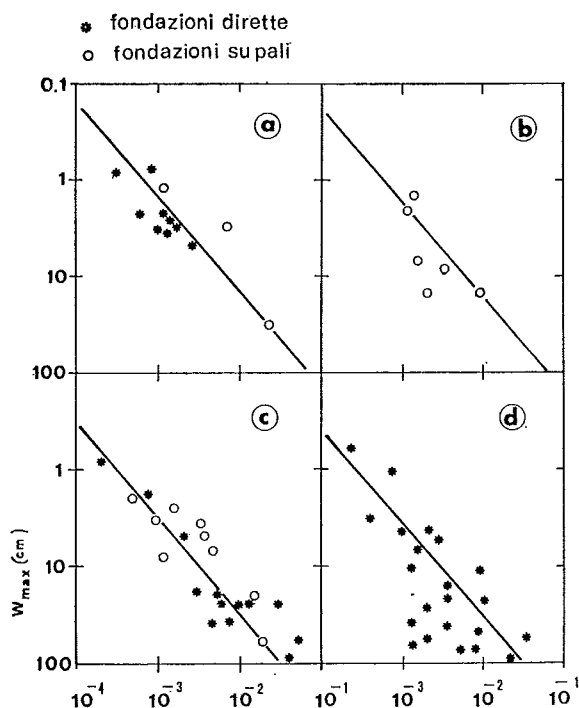 * fondazioni dirette
o fondazioni su pali
0.1
a
b
1
10
100
c
d
1
10
100
W max (cm)
10⁻⁴ 10⁻³ 10⁻² 10⁻¹ 10⁻³ 10⁻² 10⁻¹